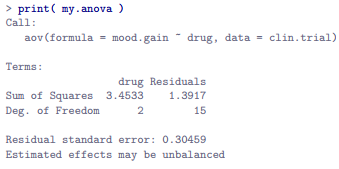 > print( my.anova )
Call:
aov(formula = mood.gain ~ drug, data = clin.trial)
Terms:
drug Residuals
Sum of Squares 3.4533 1.3917
Deg. of Freedom 2 15
Residual standard error: 0.30459
Estimated effects may be unbalanced